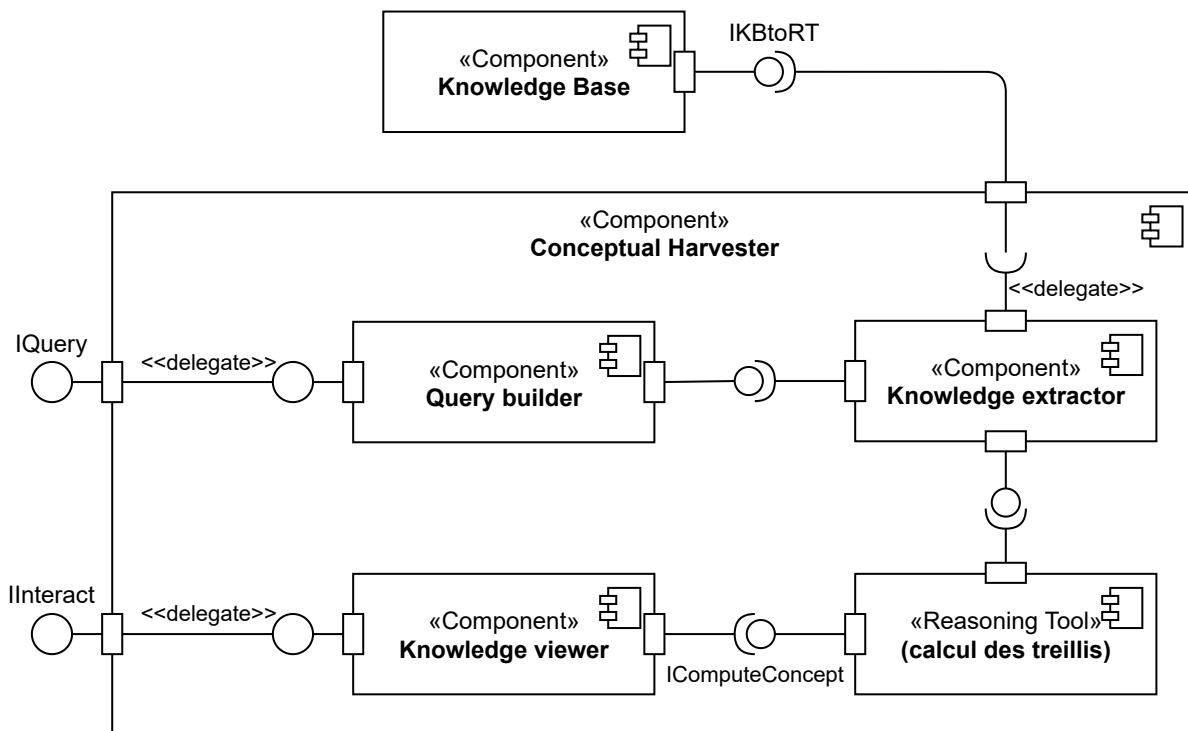 IKBtoRT
«Component»
Knowledge Base
«Component»
Conceptual Harvester
<<delegate>>
IQuery
<<delegate>>
«Component»
Query builder
«Component»
Knowledge extractor
IInteract
<<delegate>>
«Component»
Knowledge viewer
IComputeConcept
«Reasoning Tool»
(calcul des treillis)